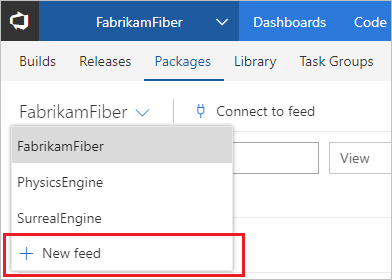 FabrikamFiber Dashboards Code
Builds Releases Packages Library Task Groups
FabrikamFiber Connect to feed
FabrikamFiber View
PhysicsEngine
SurrealEngine
+ New feed